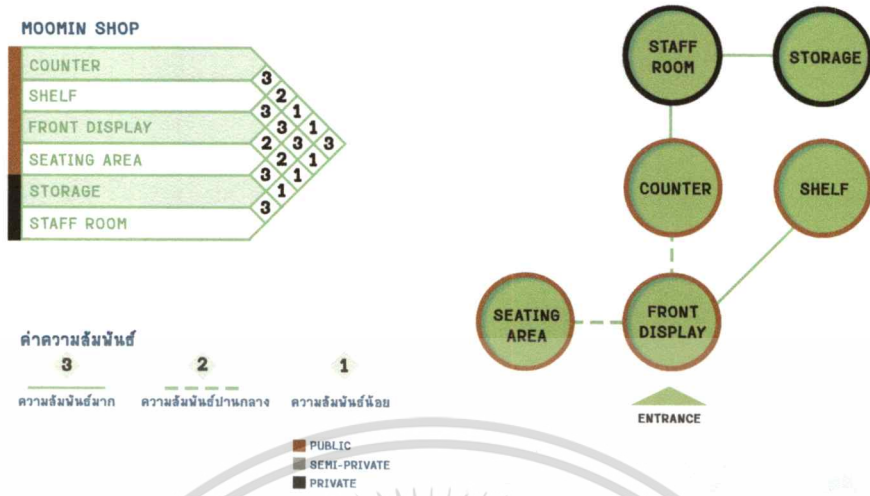 MOOMIN SHOP
COUNTER
3
2
SHELF
3 1
FRONT DISPLAY
3 1
2 3 3
SEATING AREA
2 1
3 1
STORAGE
1
3
STAFF ROOM
STAFF
ROOM
STORAGE
COUNTER
SHELF
SEATING
AREA
FRONT
DISPLAY
ENTRANCE
ค่าความสัมพันธ์
3 2 1
ความสัมพันธ์มาก ความสัมพันธ์ปานกลาง ความสัมพันธ์น้อย
PUBLIC
SEMI-PRIVATE
PRIVATE